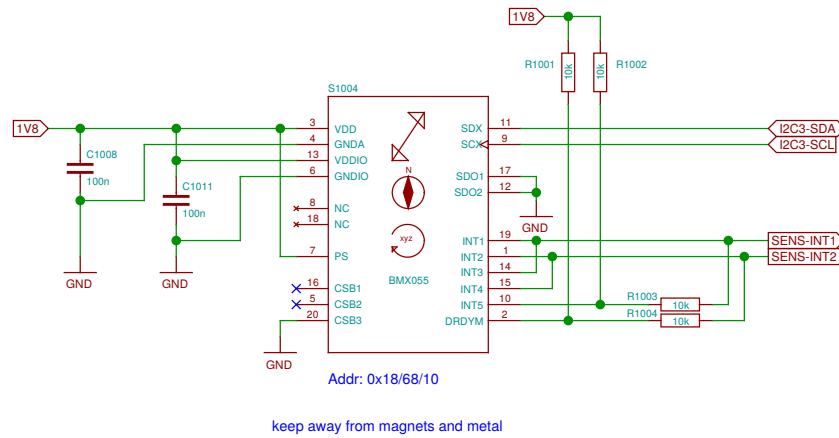 1V8
R1001
10k
10k
R1002
S1004
1V8
3
VDD
4
GNDA
13
VDDIO
6
GNDIO
8
NC
18
NC
7
PS
16
CSB1
5
CSB2
20
CSB3
C1008
100n
C1011
100n
GND
GND
GND
N
xyz
BMX055
SDX
11
SCX
9
SDO1
17
SDO2
12
GND
INT1
19
INT2
1
INT3
14
INT4
15
INT5
10
DRDYM
2
I2C3-SDA
I2C3-SCL
SENS-INT1
SENS-INT2
R1003
10k
R1004
10k
Addr: 0x18/68/10
keep away from magnets and metal